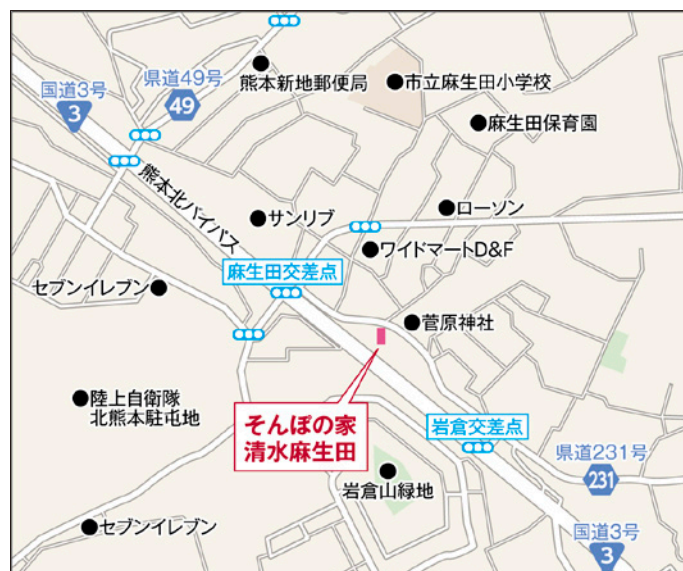 国道3号
3
県道49号
49
熊本新地郵便局
市立麻生田小学校
麻生田保育園
熊本北バイパス
サンリブ
ローソン
ワイドマートD&F
麻生田交差点
セブンイレブン
菅原神社
陸上自衛隊
北熊本駐屯地
そんぽの家
清水麻生田
岩倉交差点
県道231号
231
岩倉山緑地
セブンイレブン
国道3号
3